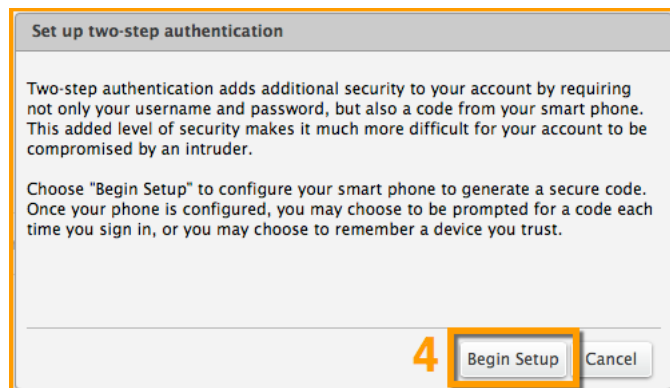 Set up two-step authentication
Two-step authentication adds additional security to your account by requiring
not only your username and password, but also a code from your smart phone.
This added level of security makes it much more difficult for your account to be
compromised by an intruder.
Choose "Begin Setup" to configure your smart phone to generate a secure code.
Once your phone is configured, you may choose to be prompted for a code each
time you sign in, or you may choose to remember a device you trust.
4 Begin Setup Cancel